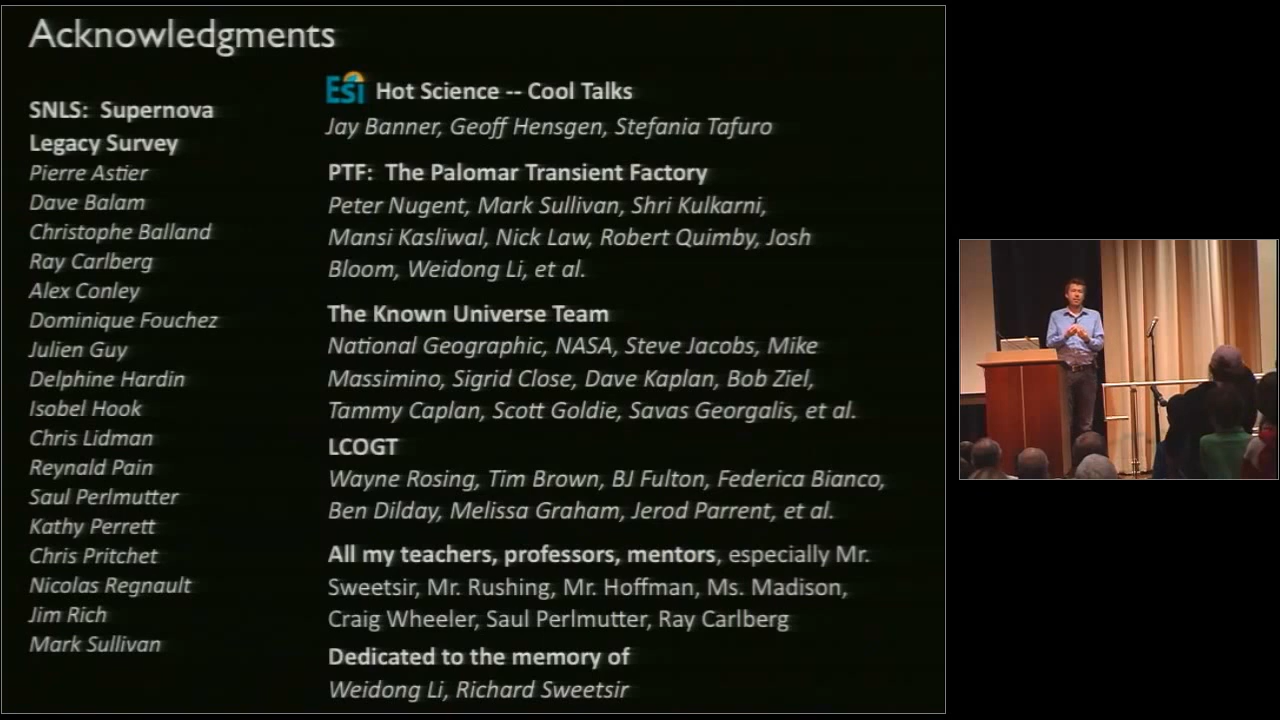 Acknowledgments
SNLS: Supernova
Legacy Survey
Pierre Astier
Dave Balam
Christophe Balland
Ray Carlberg
Alex Conley
Dominique Fouchez
Julien Guy
Delphine Hardin
Isobel Hook
Chris Lidman
Reynald Pain
Saul Perlmutter
Kathy Perrett
Chris Pritchet
Nicolas Regnault
Jim Rich
Mark Sullivan
ESI Hot Science -- Cool Talks
Jay Banner, Geoff Hensgen, Stefania Tafuro
PTF: The Palomar Transient Factory
Peter Nugent, Mark Sullivan, Shri Kulkarni,
Mansi Kasliwal, Nick Law, Robert Quimby, Josh
Bloom, Weidong Li, et al.
The Known Universe Team
National Geographic, NASA, Steve Jacobs, Mike
Massimino, Sigrid Close, Dave Kaplan, Bob Ziel,
Tammy Caplan, Scott Goldie, Savas Georgalis, et al.
LCOGT
Wayne Rosing, Tim Brown, BJ Fulton, Federica Bianco,
Ben Dilday, Melissa Graham, Jerod Parrent, et al.
All my teachers, professors, mentors, especially Mr.
Sweetsir, Mr. Rushing, Mr. Hoffman, Ms. Madison,
Craig Wheeler, Saul Perlmutter, Ray Carlberg
Dedicated to the memory of
Weidong Li, Richard Sweetsir